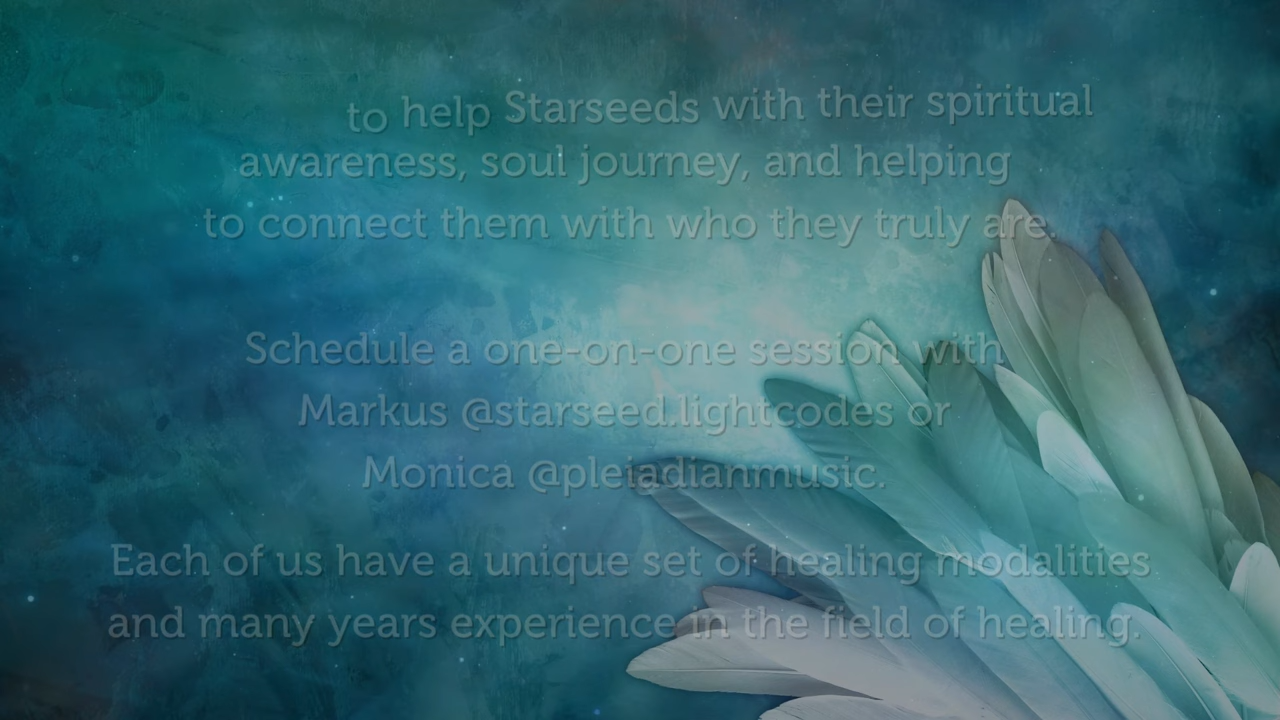 to help Starseeds with their spiritual
awareness, soul journey, and helping
to connect them with who they truly are.
Schedule a one-on-one session with
Markus @starseed.lightcodes or
Monica @pleiadianmusic.
Each of us have a unique set of healing modalities
and many years experience in the field of healing.